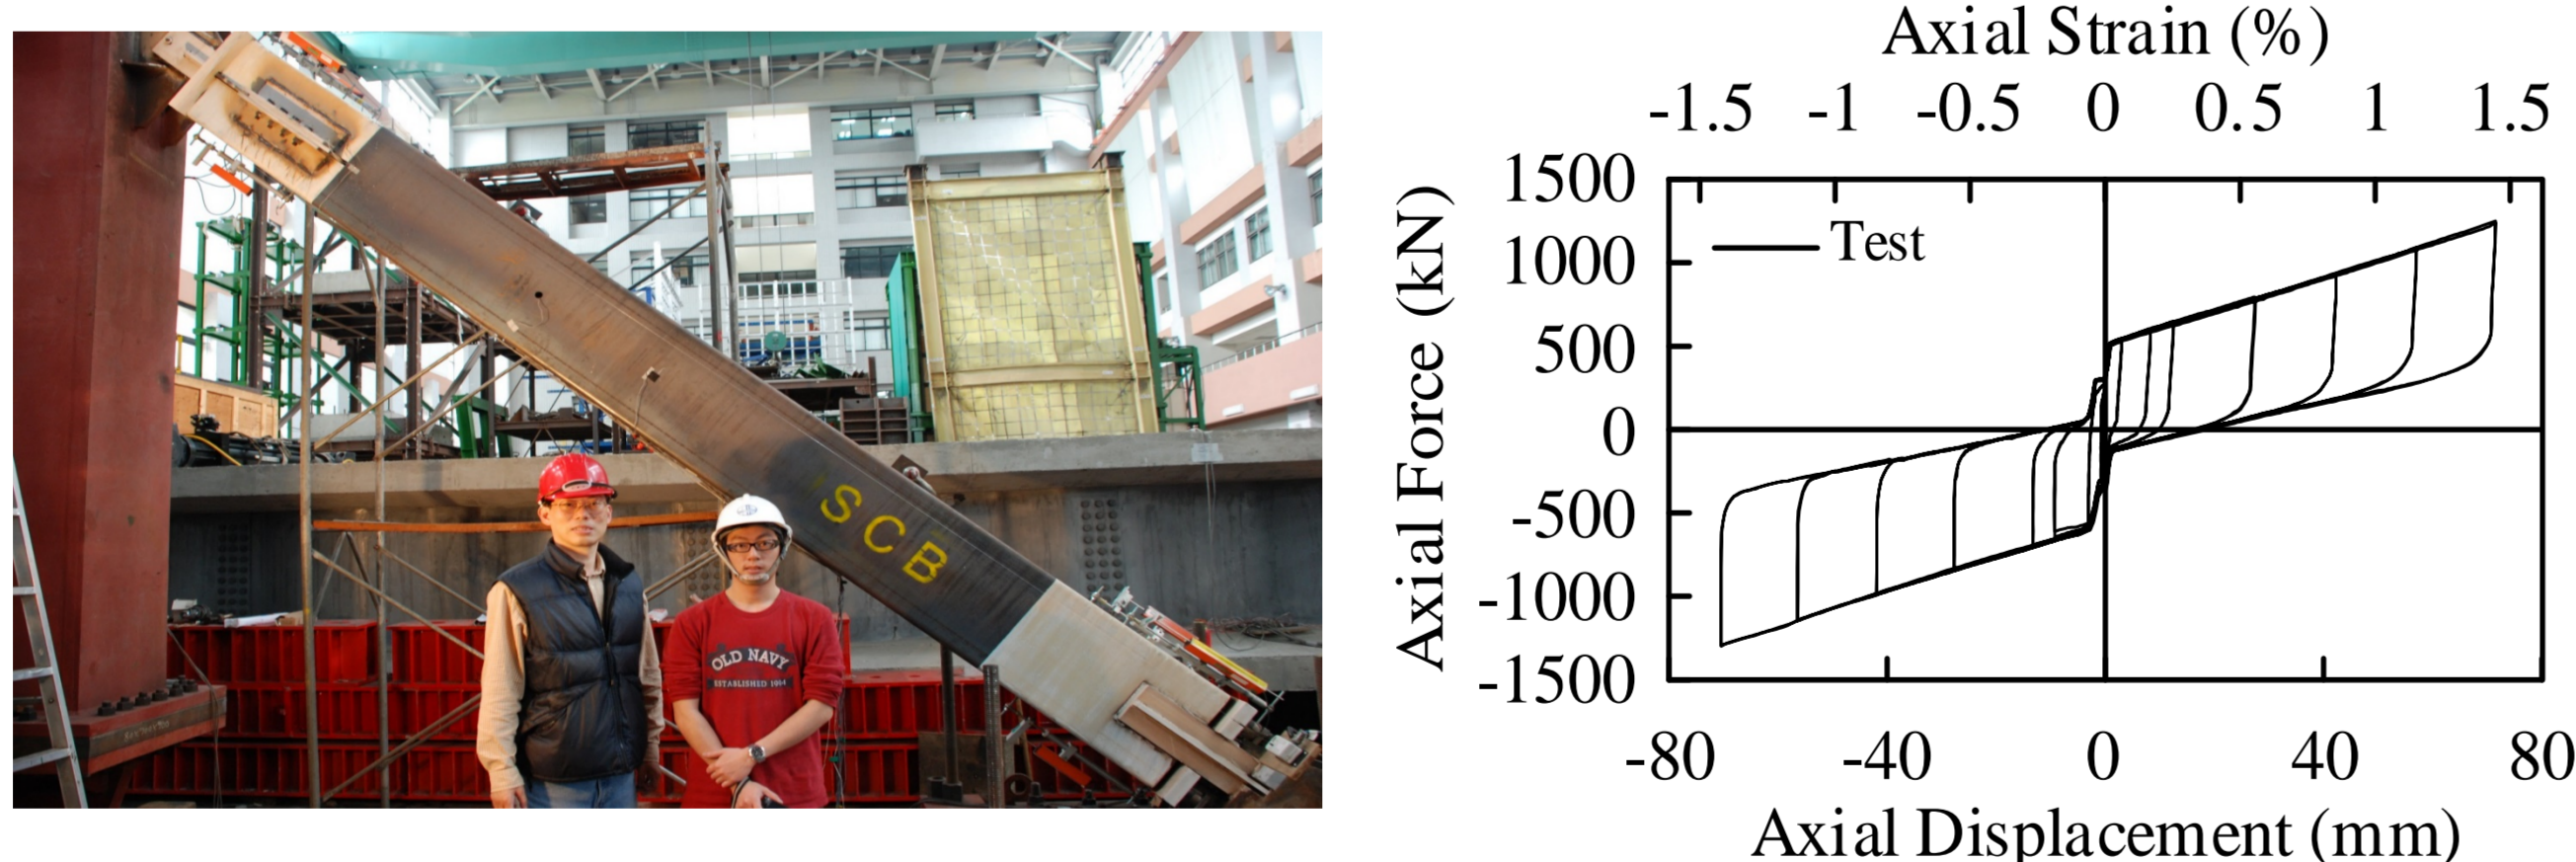 SCB
OLD NAVY
ESTABLISHED 1994
Axial Strain (%)
-1.5 -1 -0.5 0 0.5 1 1.5
Axial Force (kN)
1500
1000
500
0
-500
-1000
-1500
Test
-80 -40 0 40 80
Axial Displacement (mm)